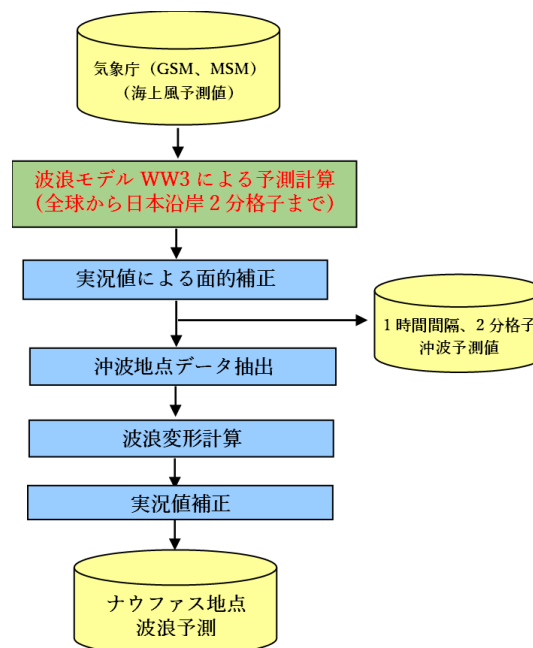 気象庁（GSM、MSM）
（海上風予測値）
波浪モデル WW3 による予測計算
（全球から日本沿岸 2 分格子まで）
実況値による面的補正
1 時間間隔、2 分格子
沖波予測値
沖波地点データ抽出
波浪変形計算
実況値補正
ナウファス地点
波浪予測